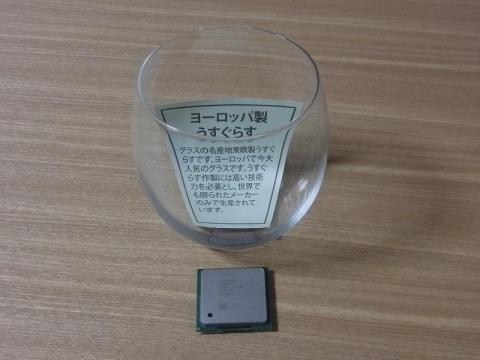 ヨーロッパ製
うすぐらす
グラスの名産地東欧製うすぐ
らすです。ヨーロッパで今大
人気のグラスです。うすぐ
らす作製には高い技術
力を必要とし、世界で
も限られたメーカー
のみで生産されて
います。